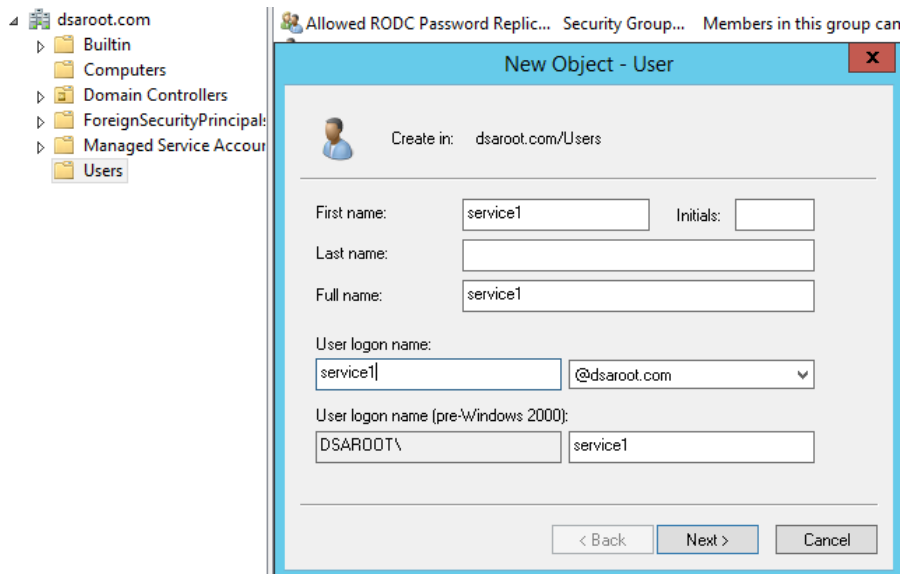 dsaroot.com
Builtin
Computers
Domain Controllers
ForeignSecurityPrincipals
Managed Service Accour
Users
Allowed RODC Password Replic... Security Group... Members in this group can
New Object - User
x
Create in: dsaroot.com/Users
First name: service1 Initials:
Last name:
Full name: service1
User logon name:
service1 @dsaroot.com
User logon name (pre-Windows 2000):
DSAROOT\ service1
< Back Next > Cancel